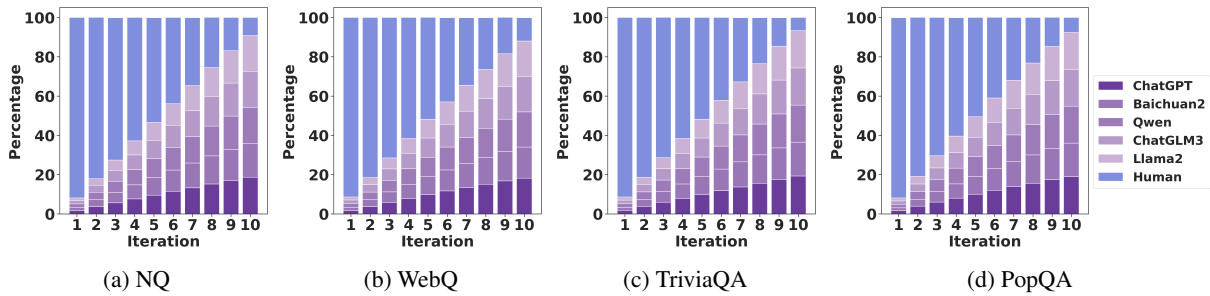 Percentage
100
80
60
40
20
0
1 2 3 4 5 6 7 8 9 10
Iteration
(a) NQ
Percentage
100
80
60
40
20
0
1 2 3 4 5 6 7 8 9 10
Iteration
(b) WebQ
Percentage
100
80
60
40
20
0
1 2 3 4 5 6 7 8 9 10
Iteration
(c) TriviaQA
Percentage
100
80
60
40
20
0
1 2 3 4 5 6 7 8 9 10
Iteration
(d) PopQA
ChatGPT
Baichuan2
Qwen
ChatGLM3
Llama2
Human